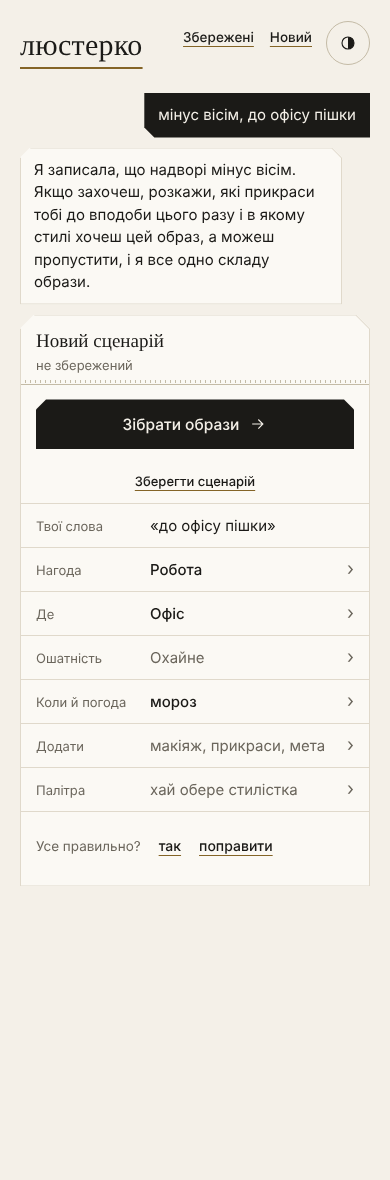 люстерко
Збережені Новий
мінус вісім, до офісу пішки
Я записала, що надворі мінус вісім.
Якщо захочеш, розкажи, які прикраси
тобі до вподоби цього разу і в якому
стилі хочеш цей образ, а можеш
пропустити, і я все одно складу
образи.
Новий сценарій
не збережений
Зібрати образи →
Зберегти сценарій
Твої слова «до офісу пішки»
Нагода Робота
Де Офіс
Ошатність Охайне
Коли й погода мороз
Додати макіяж, прикраси, мета
Палітра хай обере стилістка
Усе правильно? так поправити